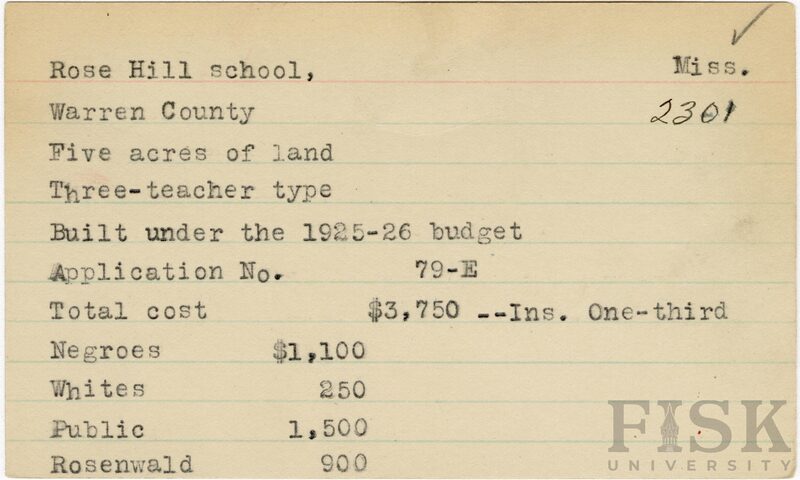 Rose Hill school, Miss.
Warren County 2301
Five acres of land
Three-teacher type
Built under the 1925-26 budget
Application No. 79-E
Total cost $3,750 --Ins. One-third
Negroes $1,100
Whites 250
Public 1,500
Rosenwald 900
FISK
UNIVERSITY